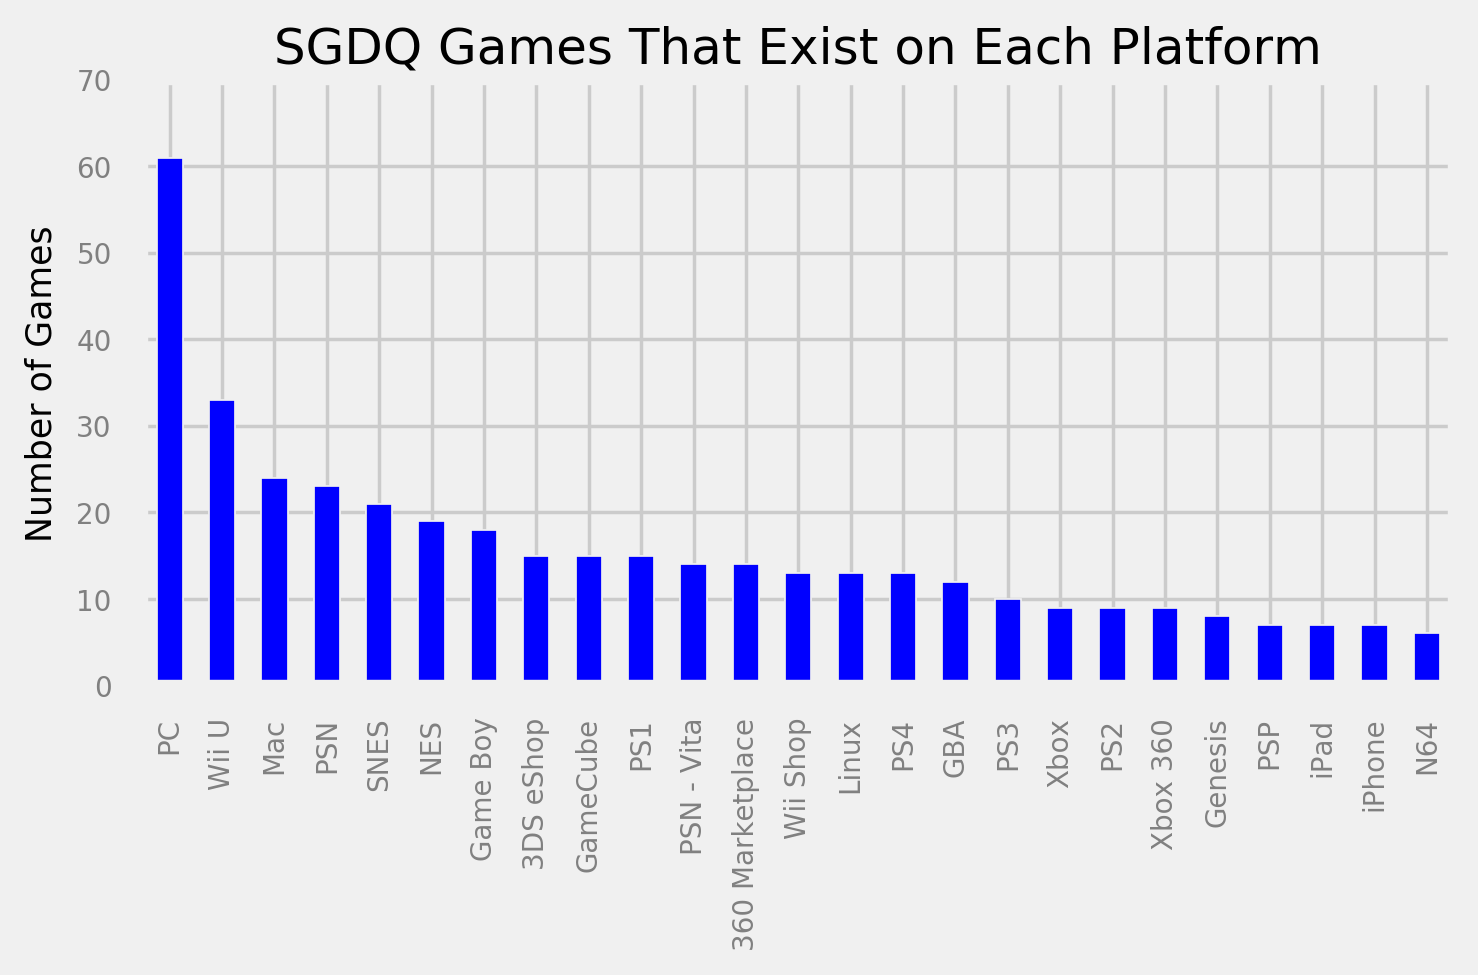 SGDQ Games That Exist on Each Platform
Number of Games
70
60
50
40
30
20
10
0
PC
Wii U
Mac
PSN
SNES
NES
Game Boy
3DS eShop
GameCube
PS1
PSN - Vita
360 Marketplace
Wii Shop
Linux
PS4
GBA
PS3
Xbox
PS2
Xbox 360
Genesis
PSP
iPad
iPhone
N64